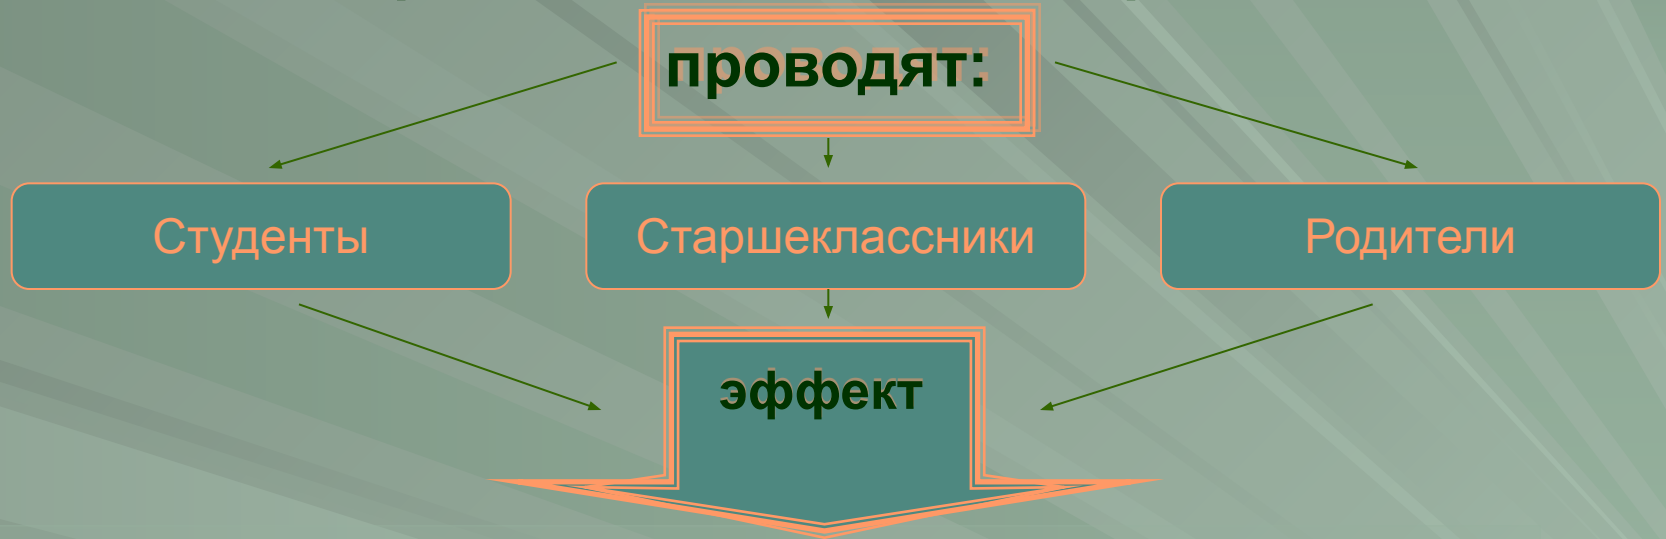 проводят:
Студенты
Старшеклассники
Родители
эффект